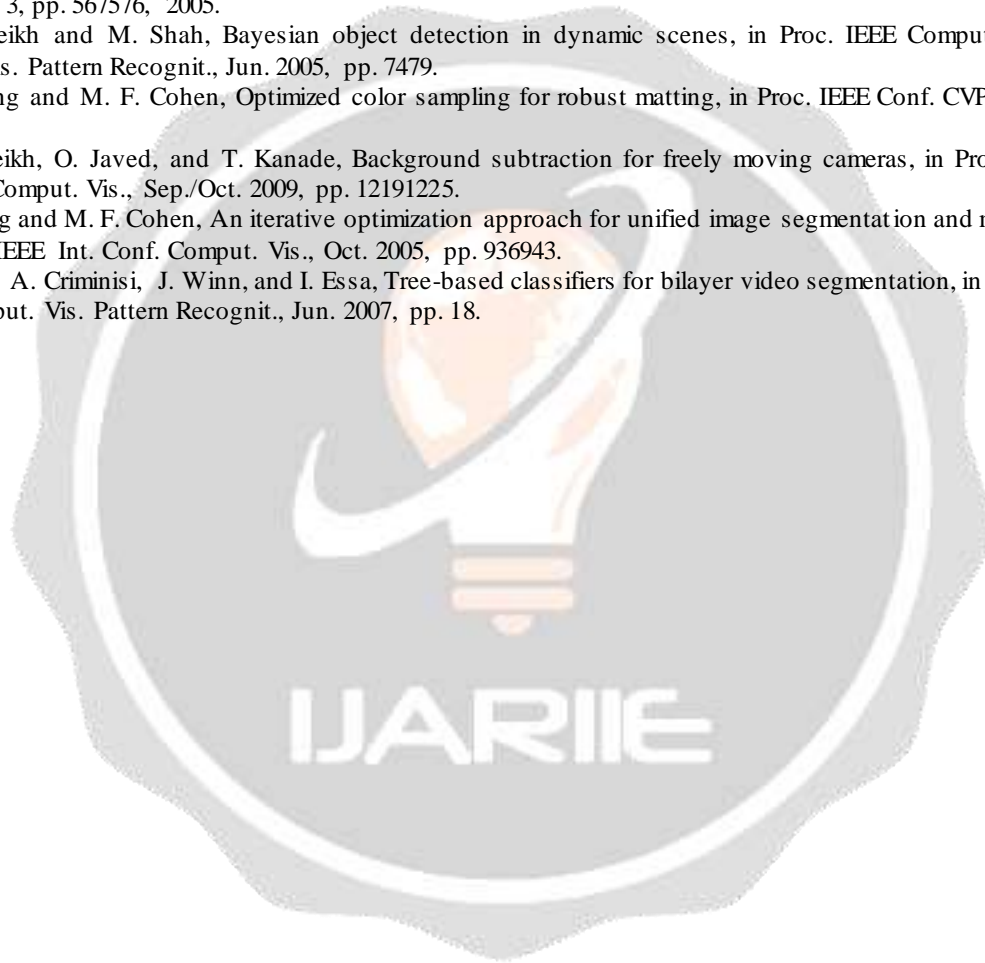 3, pp. 567576, 2005.
eikh and M. Shah, Bayesian object detection in dynamic scenes, in Proc. IEEE Comput
s. Pattern Recognit., Jun. 2005, pp. 7479.
ng and M. F. Cohen, Optimized color sampling for robust matting, in Proc. IEEE Conf. CVP
eikh, O. Javed, and T. Kanade, Background subtraction for freely moving cameras, in Pro
Comput. Vis., Sep./Oct. 2009, pp. 12191225.
g and M. F. Cohen, An iterative optimization approach for unified image segmentation and m
IEEE Int. Conf. Comput. Vis., Oct. 2005, pp. 936943.
A. Criminisi, J. Winn, and I. Essa, Tree-based classifiers for bilayer video segmentation, in
put. Vis. Pattern Recognit., Jun. 2007, pp. 18.
IJARIIE